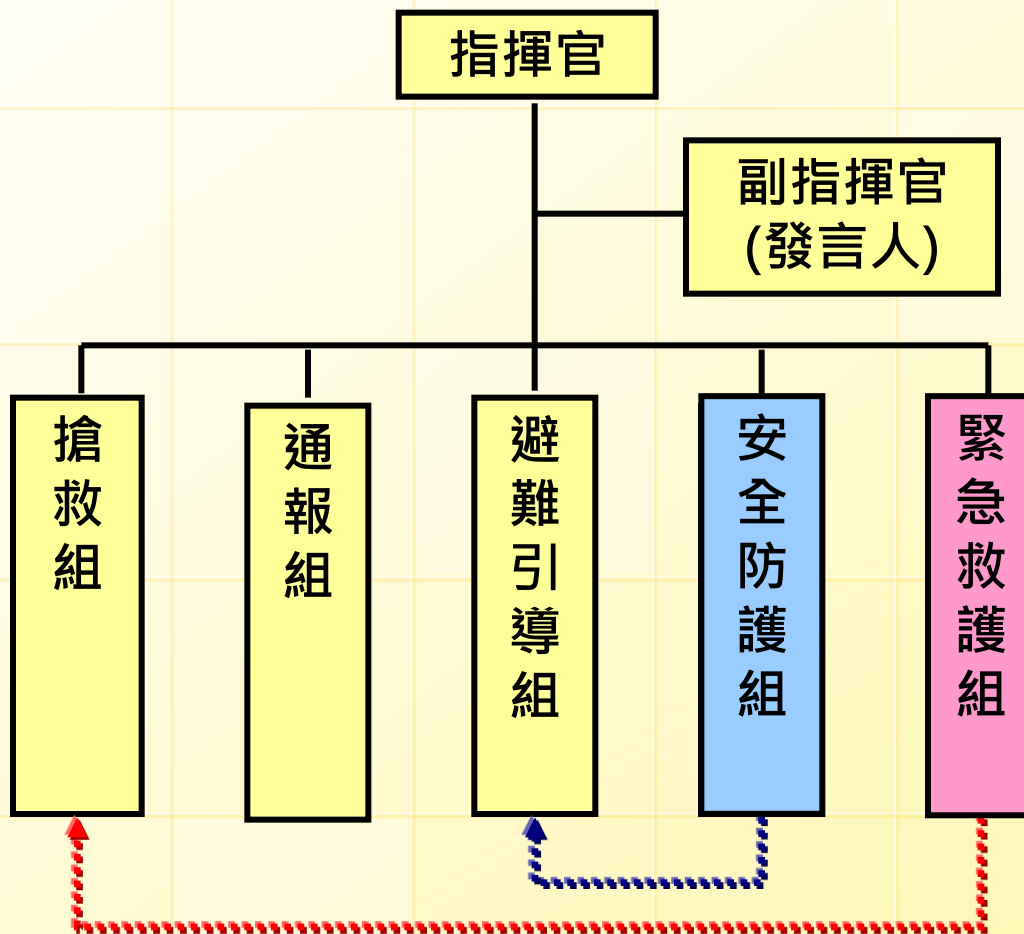 指揮官
副指揮官
(發言人)
搶救組
通報組
避難引導組
安全防護組
緊急救護組